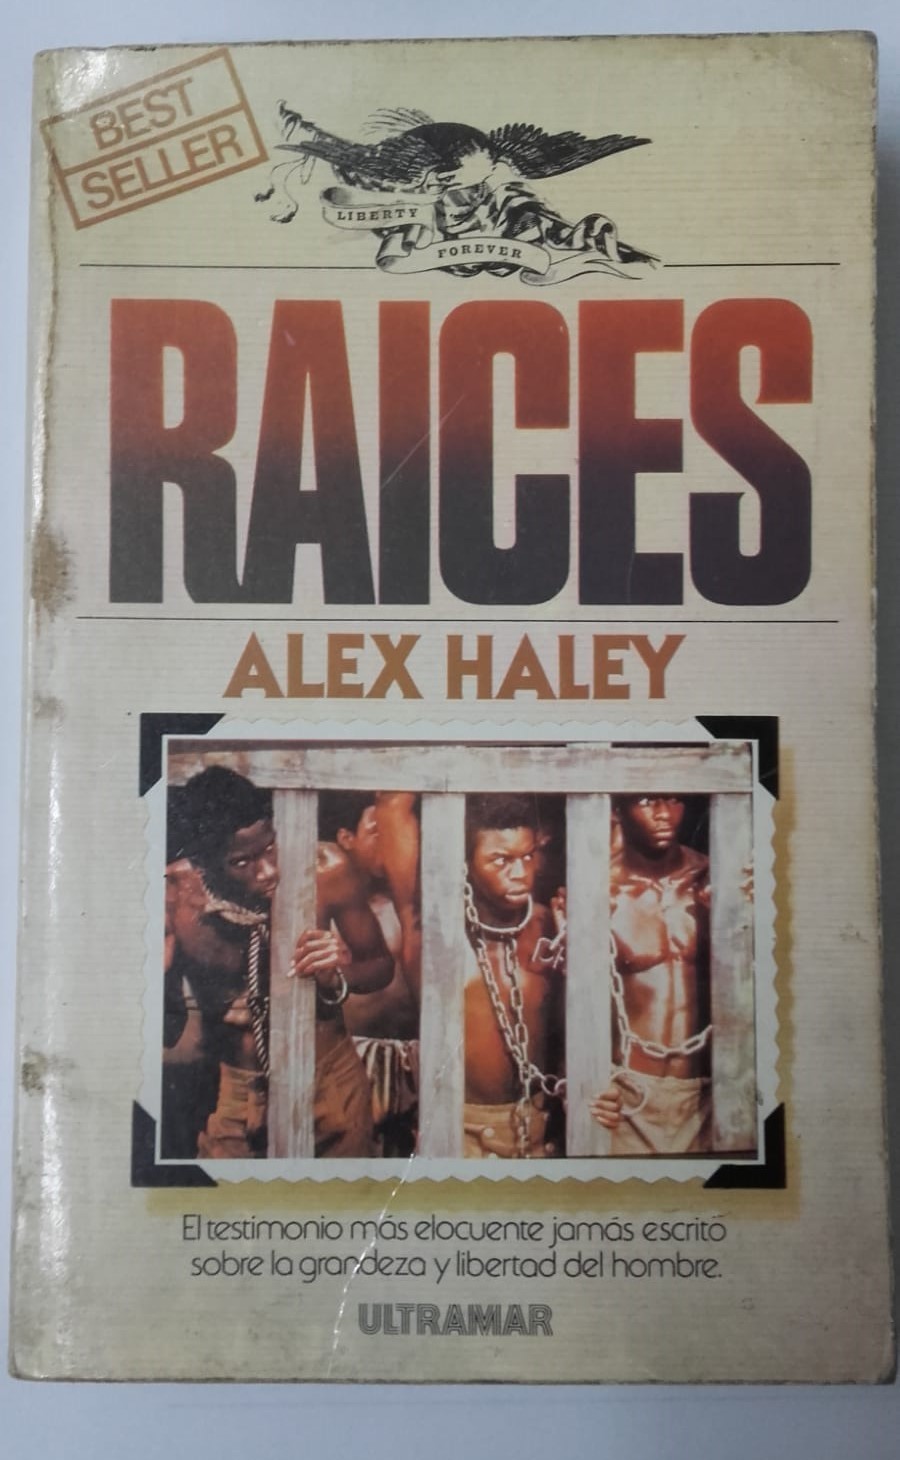 BEST
SELLER
LIBERTY
FOREVER
RAICES
ALEX HALEY
El testimonio más elocuente jamás escrito
sobre la grandeza y libertad del hombre.
ULTRAMAR